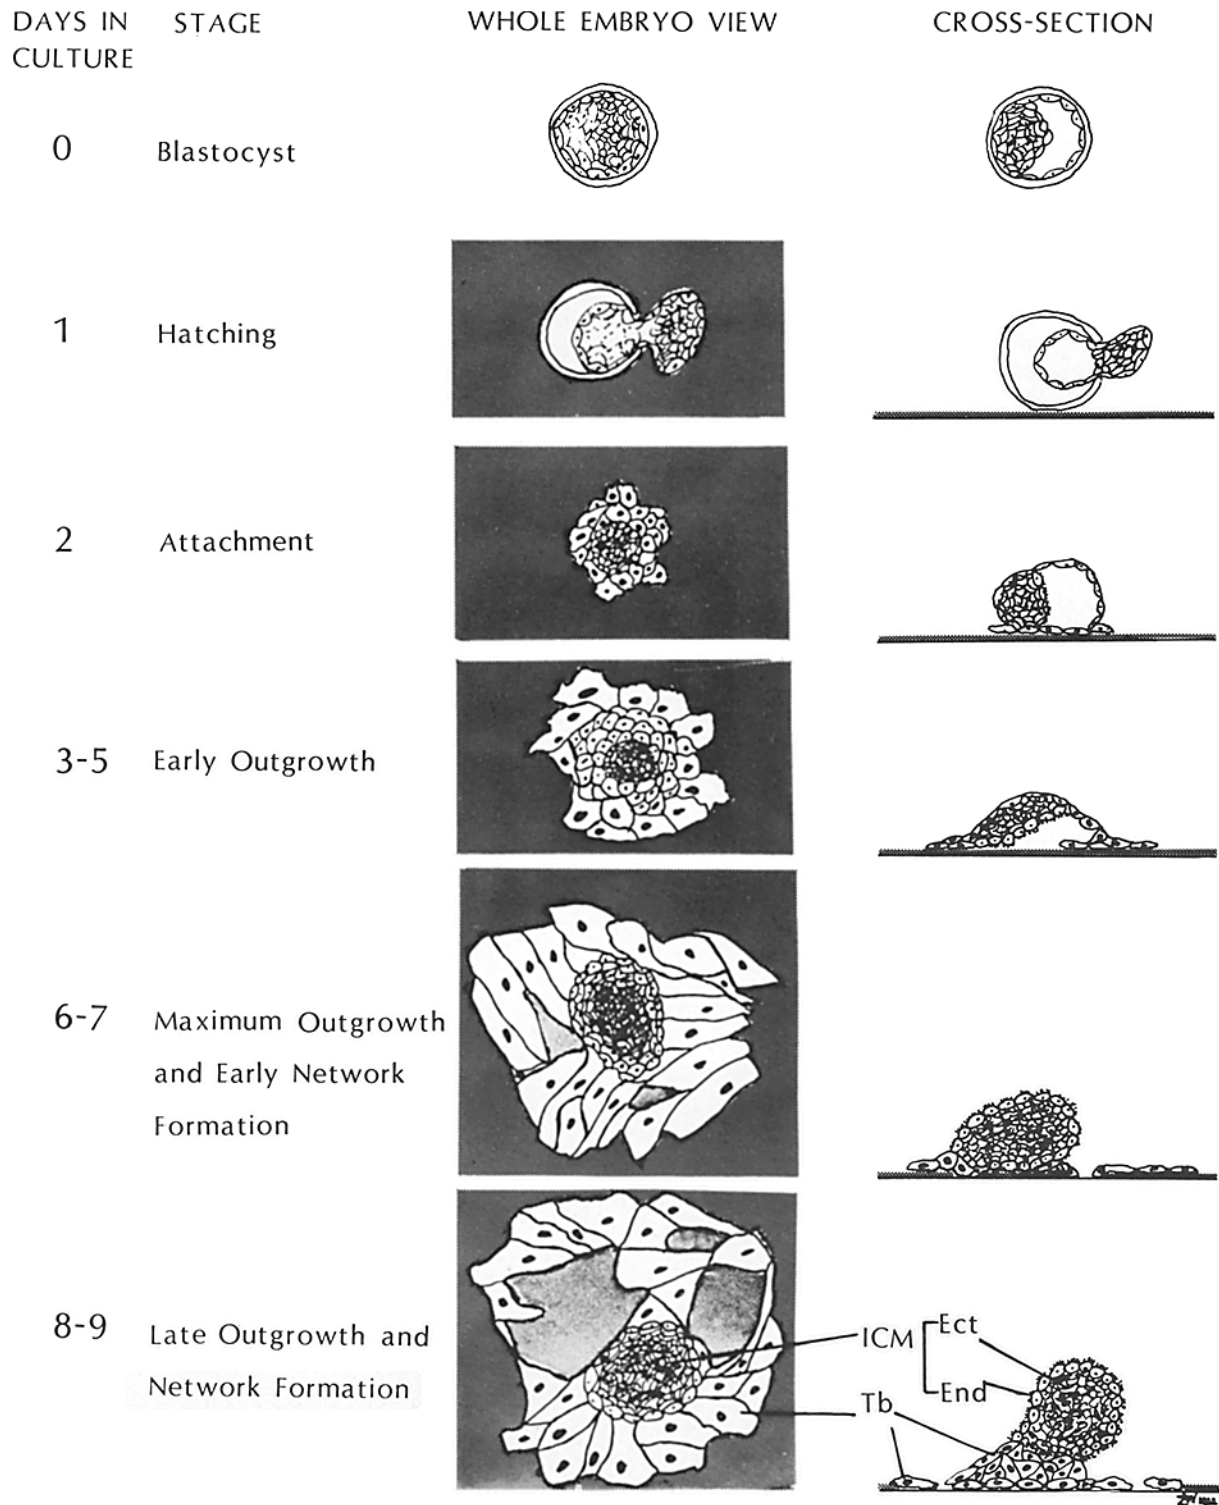 DAYS IN CULTURE
STAGE
WHOLE EMBRYO VIEW
CROSS-SECTION
0
Blastocyst
1
Hatching
2
Attachment
3-5
Early Outgrowth
6-7
Maximum Outgrowth
and Early Network
Formation
8-9
Late Outgrowth and
Network Formation
ICM
Ect
End
Tb